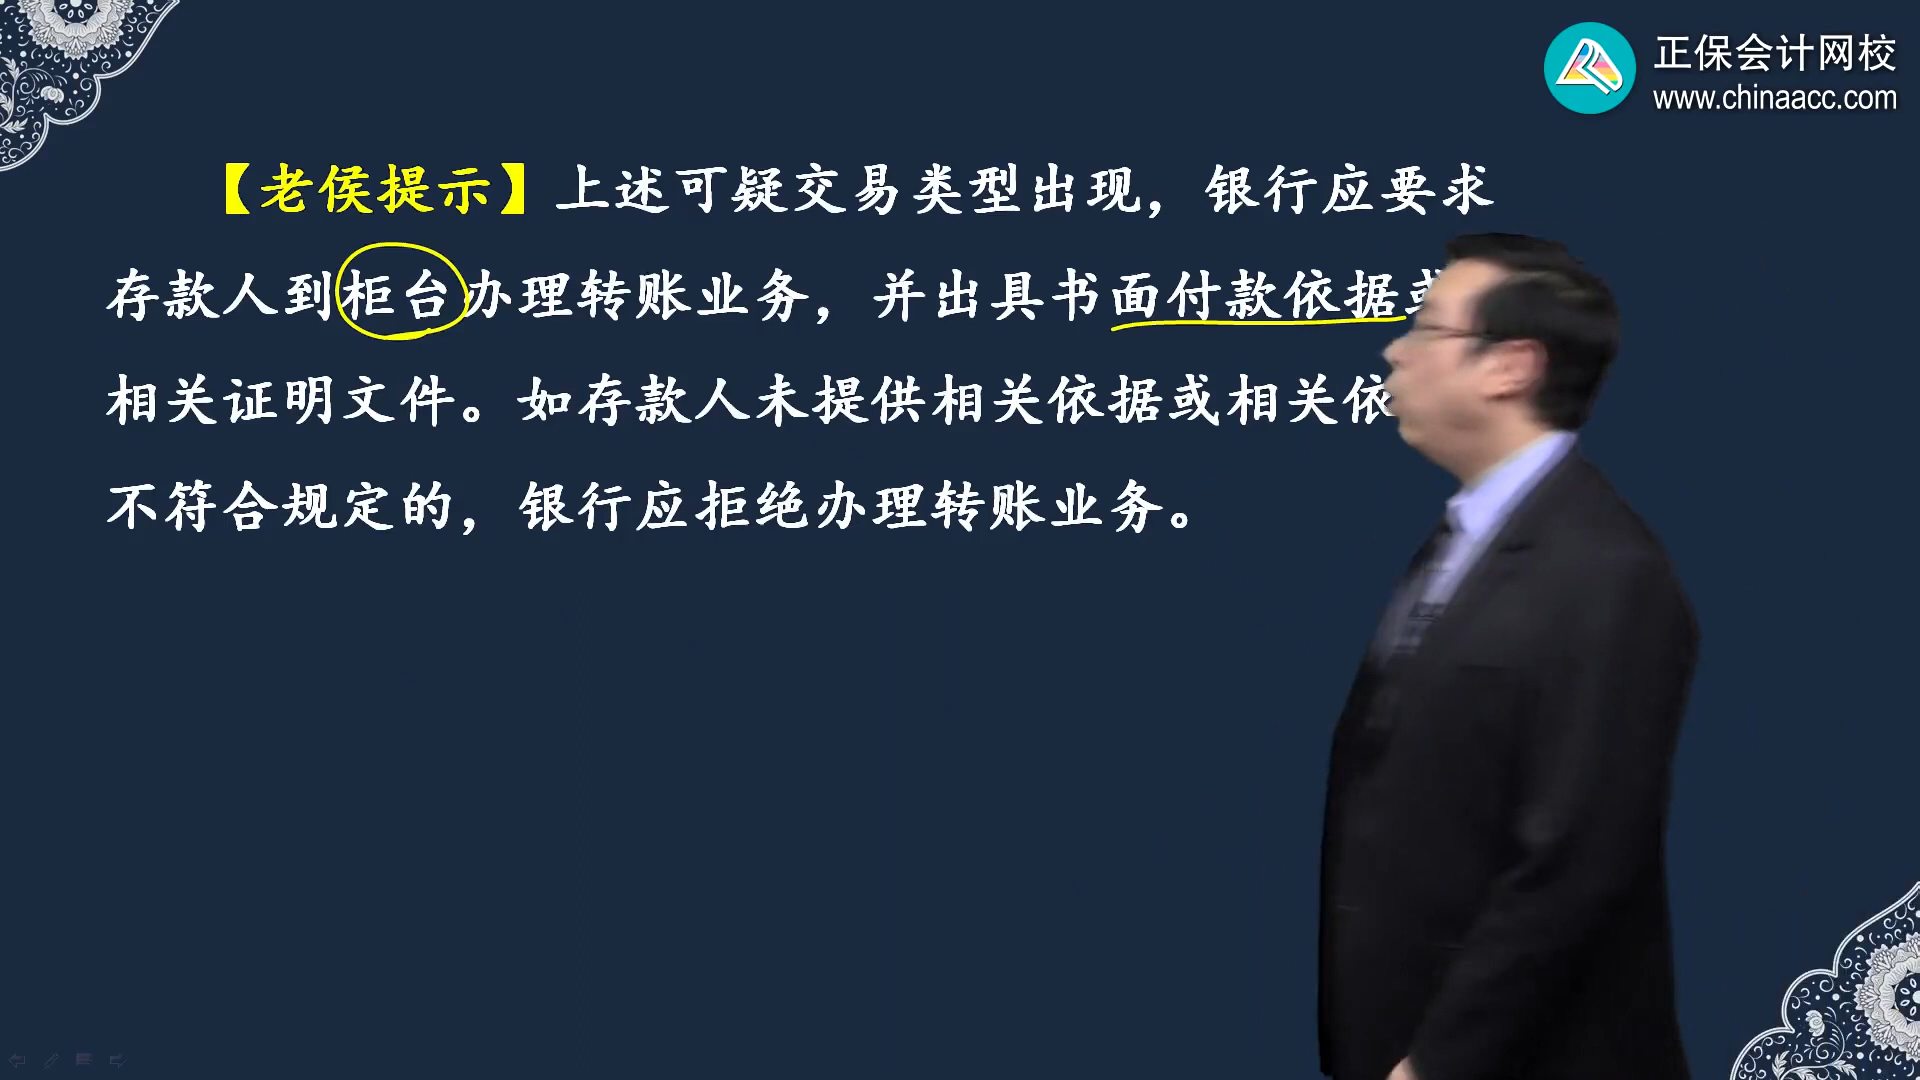 正保会计网校
www.chinaacc.com
【老侯提示】上述可疑交易类型出现，银行应要求
存款人到柜台办理转账业务，并出具书面付款依据或
相关证明文件。如存款人未提供相关依据或相关依
不符合规定的，银行应拒绝办理转账业务。